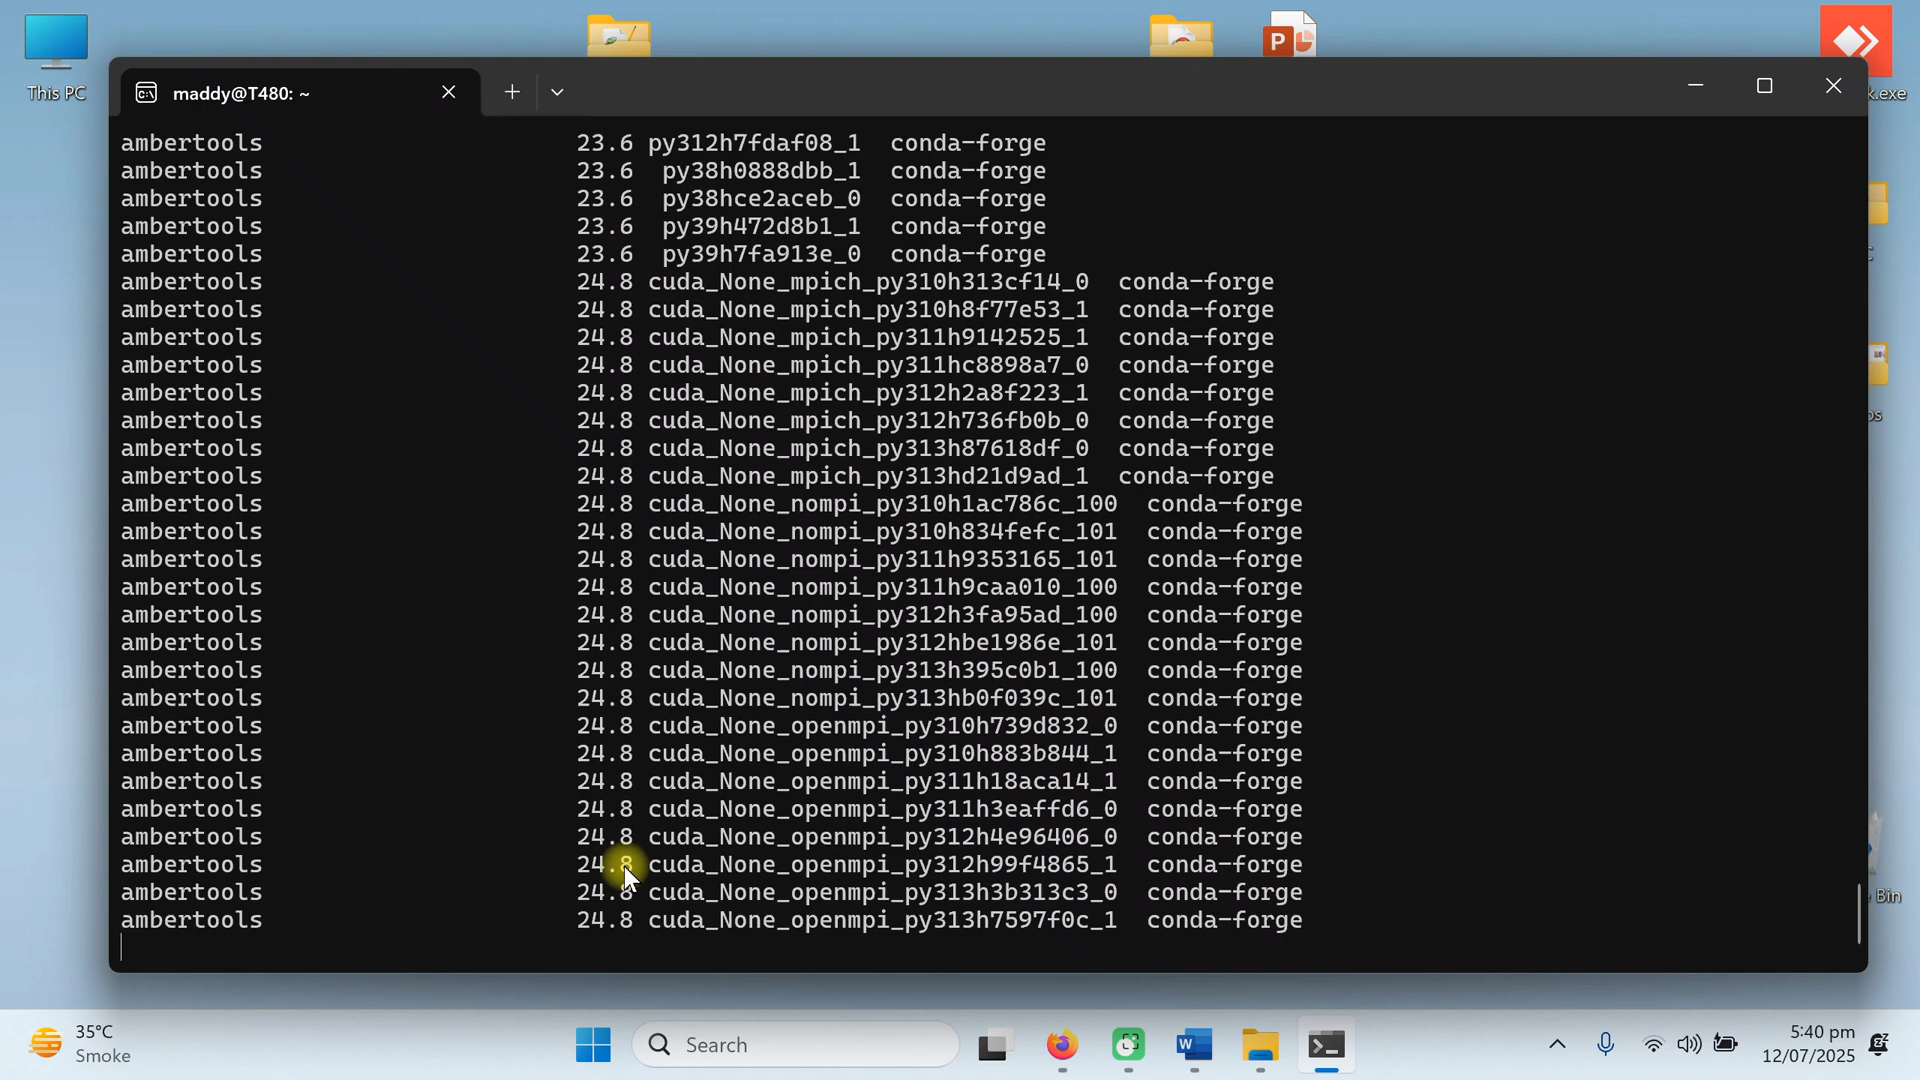 This PC
k.exe
maddy@T480: ~
ambertools 23.6 py312h7fdaf08_1 conda-forge
ambertools 23.6 py38h0888dbb_1 conda-forge
ambertools 23.6 py38hce2aceb_0 conda-forge
ambertools 23.6 py39h472d8b1_1 conda-forge
ambertools 23.6 py39h7fa913e_0 conda-forge
ambertools 24.8 cuda_None_mpich_py310h313cf14_0 conda-forge
ambertools 24.8 cuda_None_mpich_py310h8f77e53_1 conda-forge
ambertools 24.8 cuda_None_mpich_py311h9142525_1 conda-forge
ambertools 24.8 cuda_None_mpich_py311hc8898a7_0 conda-forge
ambertools 24.8 cuda_None_mpich_py312h2a8f223_1 conda-forge
ambertools 24.8 cuda_None_mpich_py312h736fb0b_0 conda-forge
ambertools 24.8 cuda_None_mpich_py313h87618df_0 conda-forge
ambertools 24.8 cuda_None_mpich_py313hd21d9ad_1 conda-forge
ambertools 24.8 cuda_None_nompi_py310h1ac786c_100 conda-forge
ambertools 24.8 cuda_None_nompi_py310h834fefc_101 conda-forge
ambertools 24.8 cuda_None_nompi_py311h9353165_101 conda-forge
ambertools 24.8 cuda_None_nompi_py311h9caa010_100 conda-forge
ambertools 24.8 cuda_None_nompi_py312h3fa95ad_100 conda-forge
ambertools 24.8 cuda_None_nompi_py312hbe1986e_101 conda-forge
ambertools 24.8 cuda_None_nompi_py313h395c0b1_100 conda-forge
ambertools 24.8 cuda_None_nompi_py313hb0f039c_101 conda-forge
ambertools 24.8 cuda_None_openmpi_py310h739d832_0 conda-forge
ambertools 24.8 cuda_None_openmpi_py310h883b844_1 conda-forge
ambertools 24.8 cuda_None_openmpi_py311h18aca14_1 conda-forge
ambertools 24.8 cuda_None_openmpi_py311h3eaffd6_0 conda-forge
ambertools 24.8 cuda_None_openmpi_py312h4e96406_0 conda-forge
ambertools 24.8 cuda_None_openmpi_py312h99f4865_1 conda-forge
ambertools 24.8 cuda_None_openmpi_py313h3b313c3_0 conda-forge
ambertools 24.8 cuda_None_openmpi_py313h7597f0c_1 conda-forge
Bin
35°C
Smoke
Search
5:40 pm
12/07/2025